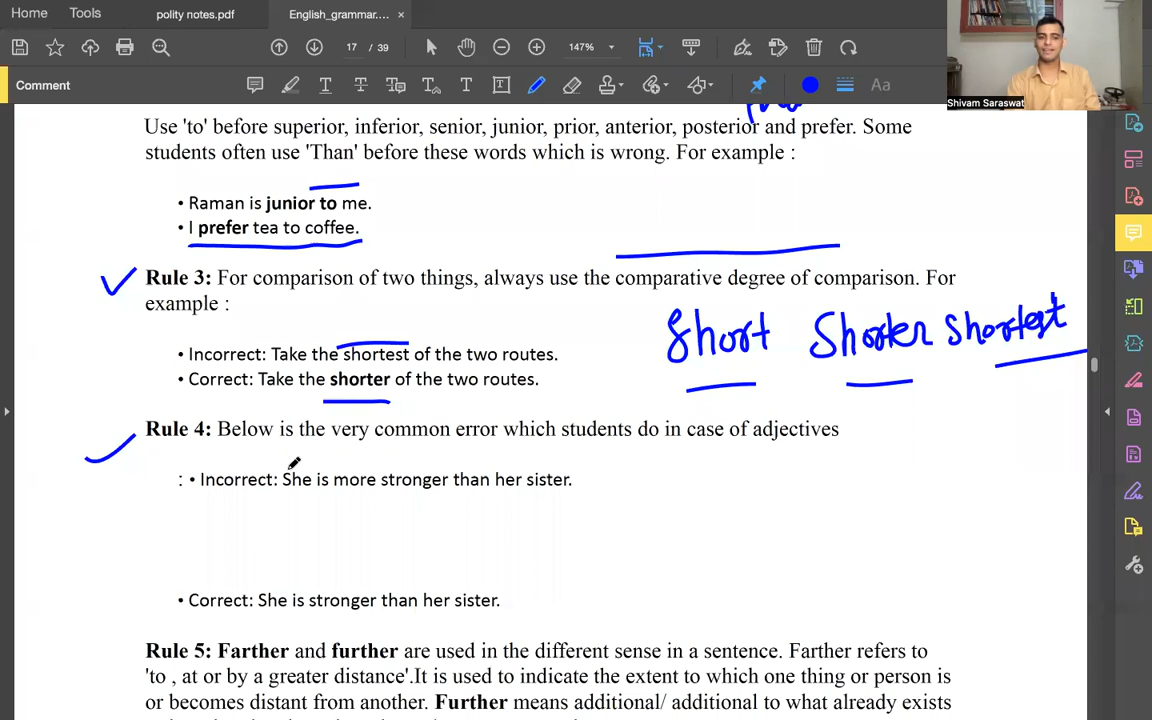 Home Tools polity notes.pdf English_grammar.... ×
17 / 39 147%
Comment Aa
Shivam Saraswat
Use 'to' before superior, inferior, senior, junior, prior, anterior, posterior and prefer. Some
students often use 'Than' before these words which is wrong. For example :
• Raman is junior to me.
• I prefer tea to coffee.
Rule 3: For comparison of two things, always use the comparative degree of comparison. For
example :
Short Shorter Shortest
• Incorrect: Take the shortest of the two routes.
• Correct: Take the shorter of the two routes.
Rule 4: Below is the very common error which students do in case of adjectives
: • Incorrect: She is more stronger than her sister.
• Correct: She is stronger than her sister.
Rule 5: Farther and further are used in the different sense in a sentence. Farther refers to
'to , at or by a greater distance'.It is used to indicate the extent to which one thing or person is
or becomes distant from another. Further means additional/ additional to what already exists